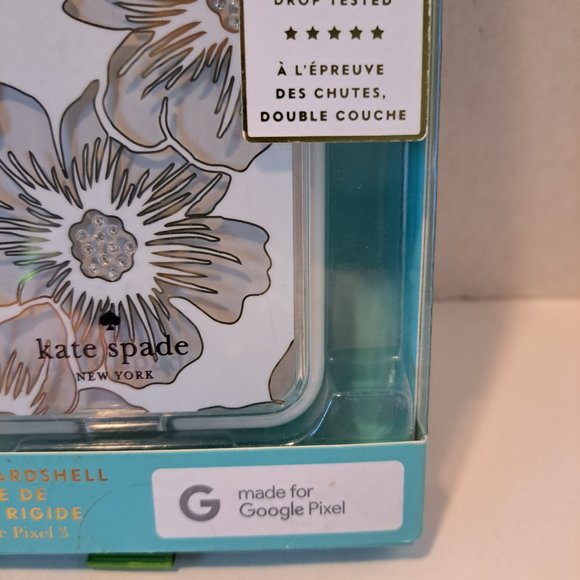 DROP TESTED
À L'ÉPREUVE
DES CHUTES,
DOUBLE COUCHE
kate spade
NEW YORK
ARDSHELL
E DE
RIGIDE
e Pixel 3
G
made for
Google Pixel